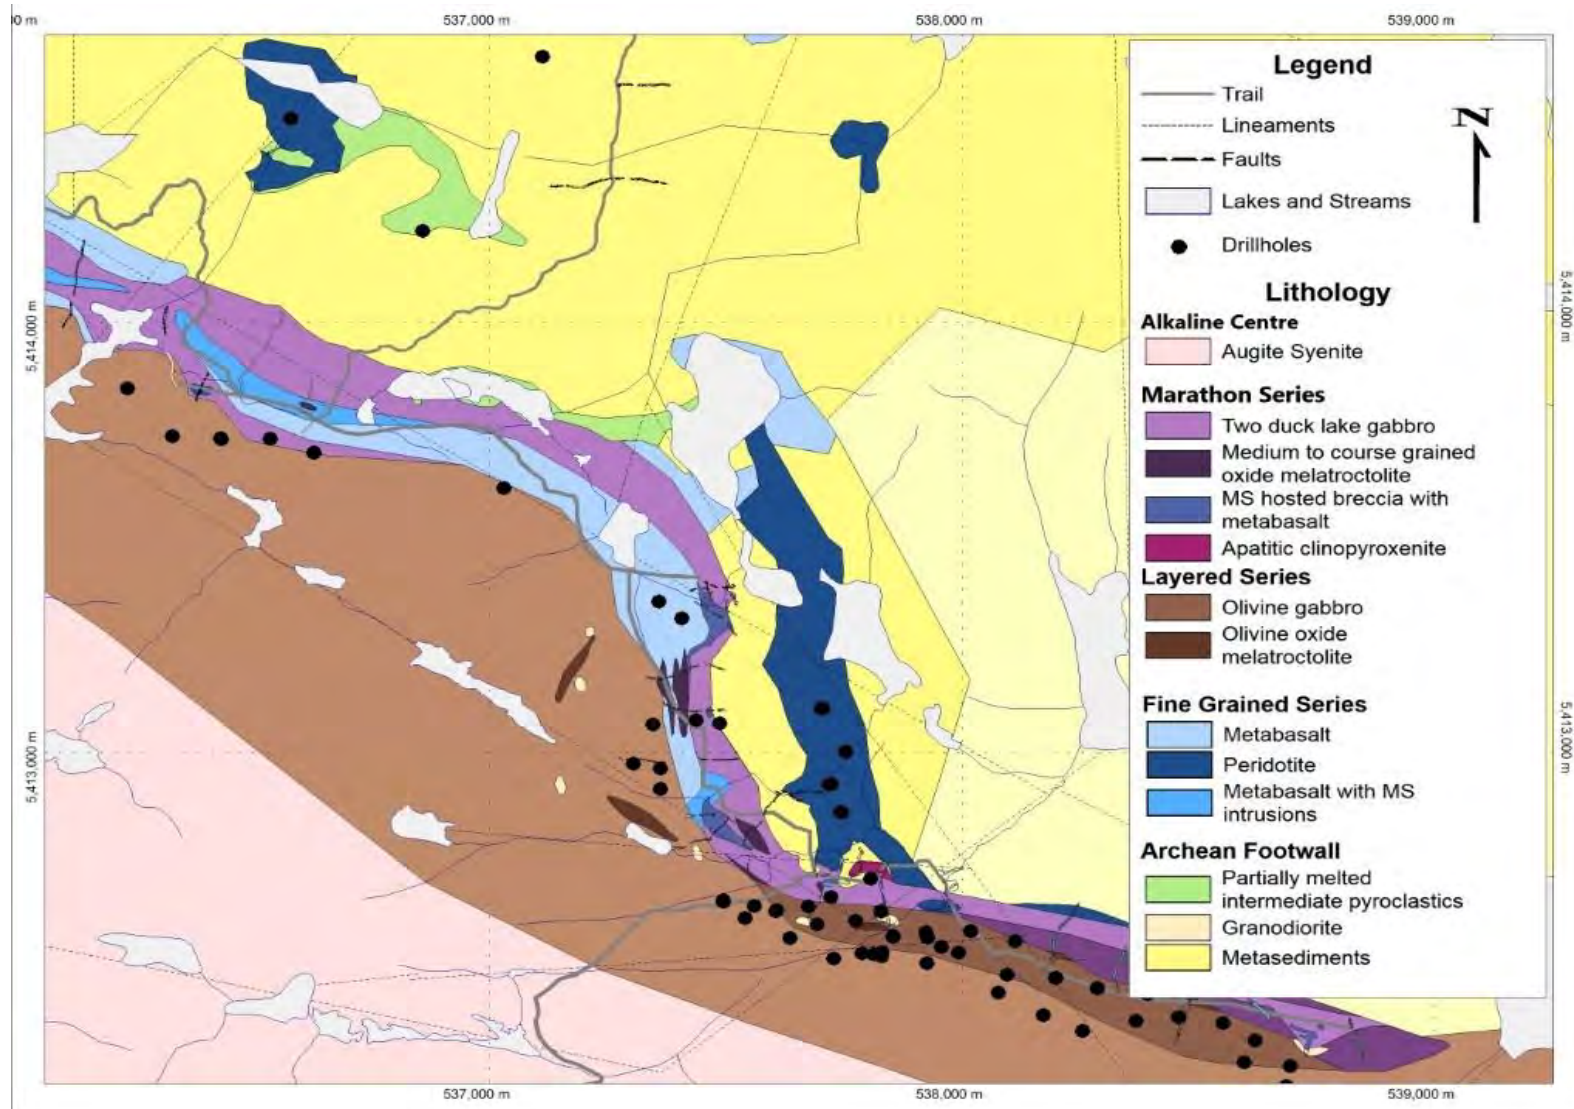 00 m
537,000 m
538,000 m
539,000 m
Legend
Trail
Lineaments
Faults
Lakes and Streams
Drillholes
N
Lithology
Alkaline Centre
Augite Syenite
Marathon Series
Two duck lake gabbro
Medium to course grained
oxide melatroctolite
MS hosted breccia with
metabasalt
Apatitic clinopyroxenite
Layered Series
Olivine gabbro
Olivine oxide
melatroctolite
Fine Grained Series
Metabasalt
Peridotite
Metabasalt with MS
intrusions
Archean Footwall
Partially melted
intermediate pyroclastics
Granodiorite
Metasediments
5,414,000 m
5,413,000 m
5,414,000 m
5,413,000 m
537,000 m
538,000 m
539,000 m